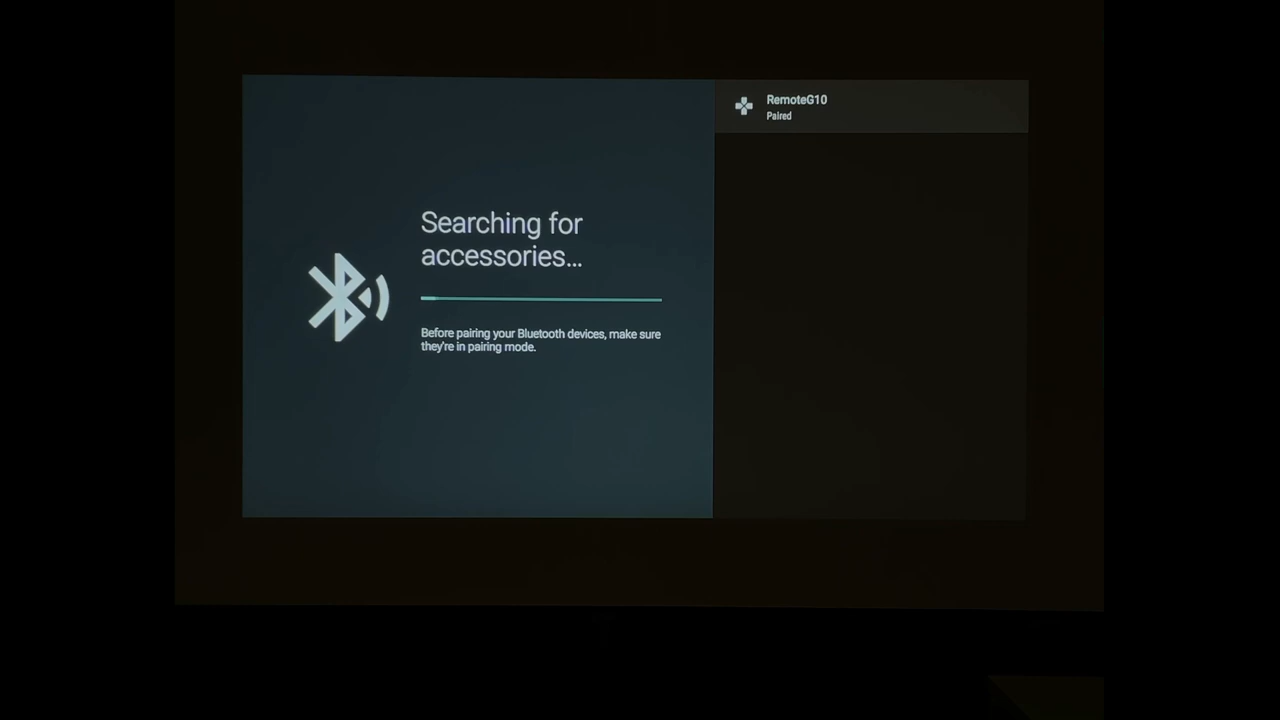 Searching for
accessories...
Before pairing your Bluetooth devices, make sure
they're in pairing mode.
RemoteG10
Paired